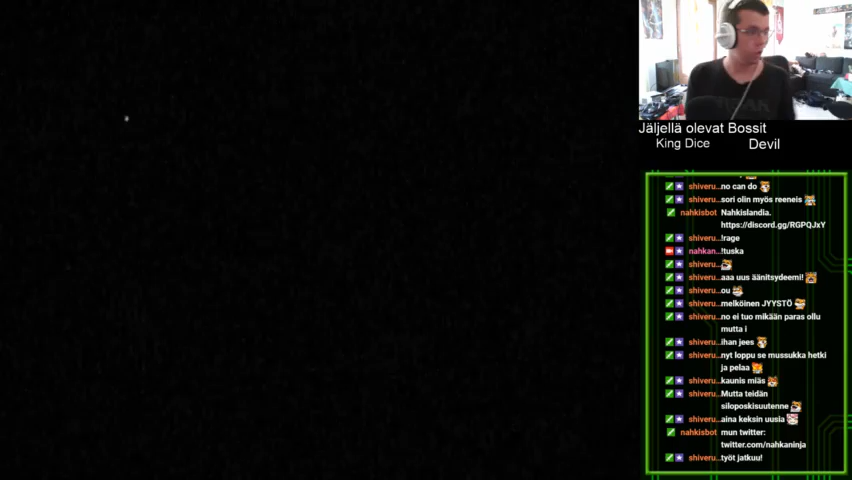 Jäljellä olevat Bossit
King Dice Devil
shiveru...no can do
shiveru...sori olin myös reeneis
nahkisbot Nahkislandia.
https://discord.gg/RGPQJxY
shiveru...!rage
nahkan...!tuska
shiveru...
shiveru...aaa uus äänitsydeemi!
shiveru...ou
shiveru...melköinen JYYSTÖ
shiveru...no ei tuo mikään paras ollu
mutta i
shiveru...ihan jees
shiveru...nyt loppu se mussukka hetki
ja pelaa
shiveru...kaunis miäs
shiveru...Mutta teidän
siloposkisuutenne
shiveru...aina keksin uusia
nahkisbot mun twitter:
twitter.com/nahkaninja
shiveru...työt jatkuu!